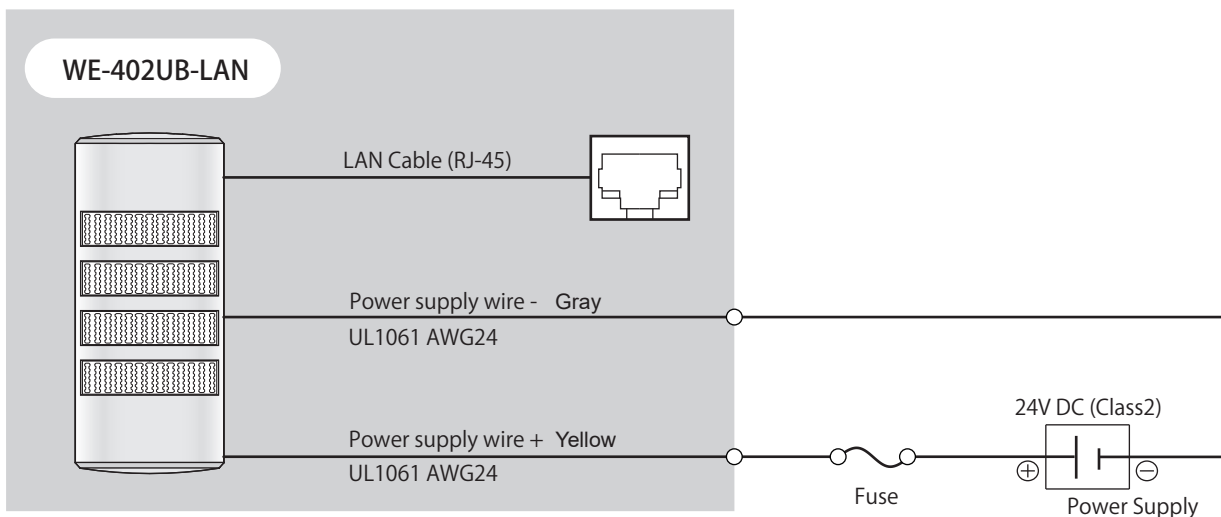 WE-402UB-LAN
LAN Cable (RJ-45)
Power supply wire - Gray
UL1061 AWG24
24V DC (Class2)
Power supply wire + Yellow
UL1061 AWG24
+ −
Fuse
Power Supply